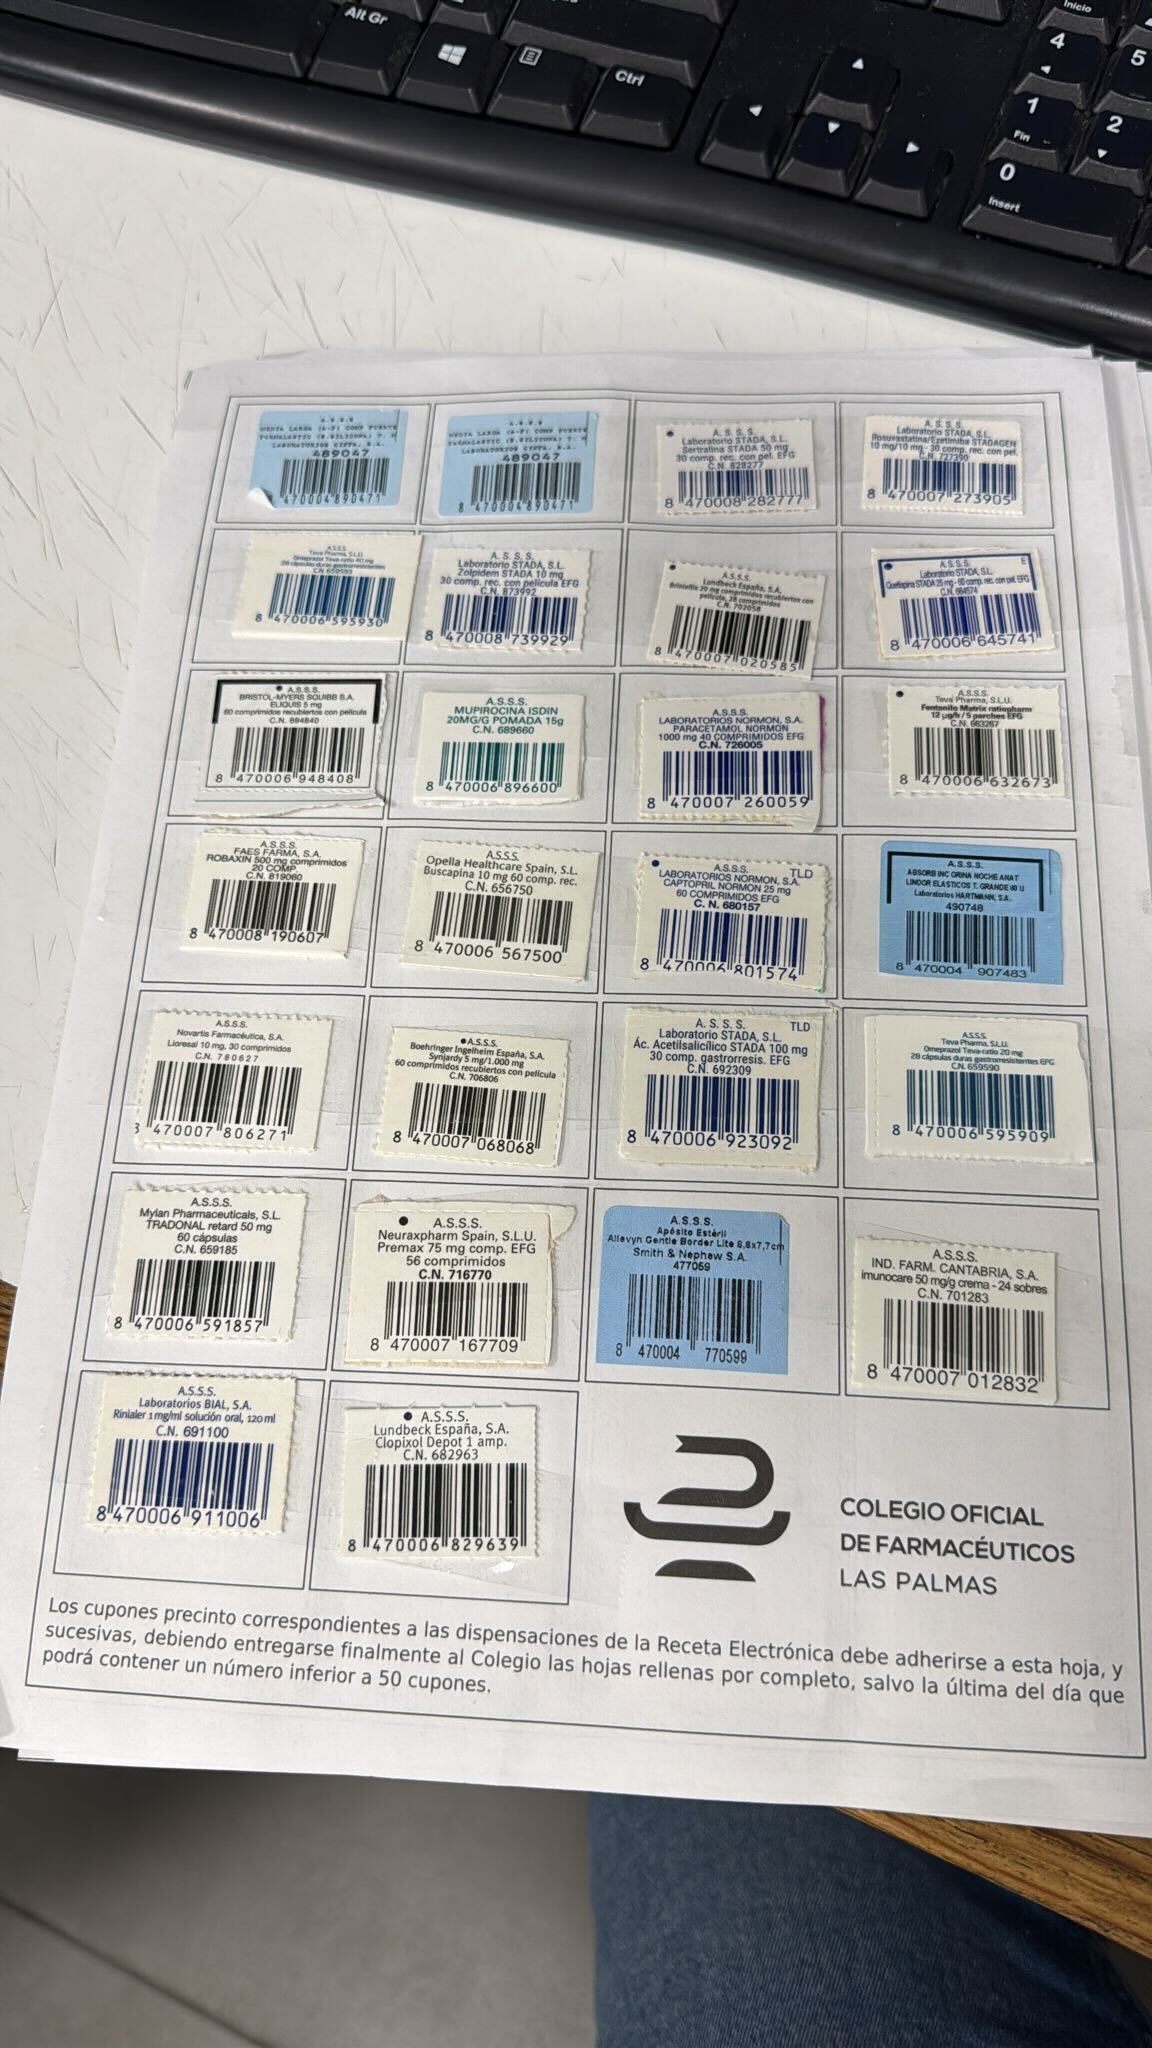 Alt Gr
Ctrl
Inicio
4
5
1
Fin
2
0
Insert
A.S.S.S
MEDIA LARGA (A-F) COMP FUERTE
FARMALASTIC (B.SILICONA) T. M
LABORATORIOS CINFA, S.A.
489047
470004 890471
A.S.S.S
MEDIA LARGA (A-F) COMP FUERTE
FARMALASTIC (B.SILICONA) T. M
LABORATORIOS CINFA, S.A.
489047
8 470004 890471
A. S. S. S.
Laboratorio STADA, S.L.
Sertralina STADA 50 mg
30 comp. rec. con pel. EFG
C.N. 828277
8 470008 282777
A. S. S. S.
Laboratorio STADA, S.L.
Rosuvastatina/Ezetimiba STADAGEN
10 mg/10 mg - 30 comp. rec. con pel.
C.N. 727390
8 470007 273905
A.S.S.S.
Teva Pharma, S.L.U.
Omeprazol Teva-ratio 40 mg
28 cápsulas duras gastrorresistentes
C.N. 659593
8 470006 595930
A. S. S. S.
Laboratorio STADA, S.L.
Zolpidem STADA 10 mg
30 comp. rec. con película EFG
C.N. 873992
8 470008 739929
A.S.S.S.
Lundbeck España, S.A.
Brintellix 20 mg comprimidos recubiertos con
película, 28 comprimidos
C.N. 702058
8 470007 020585
E
A. S. S. S.
Laboratorio STADA, S.L.
Quetiapina STADA 25 mg - 60 comp. rec. con pel. EFG
C.N. 664574
8 470006 645741
A.S.S.S.
BRISTOL-MYERS SQUIBB S.A.
ELIQUIS 5 mg
60 comprimidos recubiertos con película
C.N. 694840
8 470006 948408
A.S.S.S.
MUPIROCINA ISDIN
20MG/G POMADA 15g
C.N. 689660
8 470006 896600
A.S.S.S.
LABORATORIOS NORMON, S.A.
PARACETAMOL NORMON
1000 mg 40 COMPRIMIDOS EFG
C.N. 726005
8 470007 260059
A.S.S.S.
Teva Pharma, S.L.U.
Fentanilo Matrix ratiopharm
12 µg/h / 5 parches EFG
C.N. 663267
8 470006 632673
A.S.S.S.
FAES FARMA, S.A.
ROBAXIN 500 mg comprimidos
20 COMP
C.N. 819060
8 470008 190607
A.S.S.S.
Opella Healthcare Spain, S.L.
Buscapina 10 mg 60 comp. rec.
C.N. 656750
8 470006 567500
A.S.S.S. TLD
LABORATORIOS NORMON, S.A.
CAPTOPRIL NORMON 25 mg
60 COMPRIMIDOS EFG
C. N. 680157
8 470006 801574
A.S.S.S.
ABSORB INC ORINA NOCHE ANAT
LINDOR ELASTICOS T. GRANDE 80 U
Laboratorios HARTMANN, S.A.
490748
8 470004 907483
A.S.S.S.
Novartis Farmacéutica, S.A.
Lioresal 10 mg, 30 comprimidos
C.N. 780627
8 470007 806271
A.S.S.S.
Boehringer Ingelheim España, S.A.
Synjardy 5 mg/1.000 mg
60 comprimidos recubiertos con película
C.N. 706806
8 470007 068068
A. S. S. S. TLD
Laboratorio STADA, S.L.
Ác. Acetilsalicílico STADA 100 mg
30 comp. gastrorresis. EFG
C.N. 692309
8 470006 923092
A.S.S.S.
Teva Pharma, S.L.U.
Omeprazol Teva-ratio 20 mg
28 cápsulas duras gastrorresistentes EFG
C.N. 659590
8 470006 595909
A.S.S.S.
Mylan Pharmaceuticals, S.L.
TRADONAL retard 50 mg
60 cápsulas
C.N. 659185
8 470006 591857
A.S.S.S.
Neuraxpharm Spain, S.L.U.
Premax 75 mg comp. EFG
56 comprimidos
C.N. 716770
8 470007 167709
A.S.S.S.
Apósito Estéril
Allevyn Gentle Border Lite 8,6x7,7cm
Smith & Nephew S.A.
477059
8 470004 770599
A.S.S.S.
IND. FARM. CANTABRIA, S.A.
imunocare 50 mg/g crema - 24 sobres
C.N. 701283
8 470007 012832
A.S.S.S.
Laboratorios BIAL, S.A.
Rinialer 1 mg/ml solución oral, 120 ml
C.N. 691100
8 470006 911006
A.S.S.S.
Lundbeck España, S.A.
Clopixol Depot 1 amp.
C.N. 682963
8 470006 829639
COLEGIO OFICIAL
DE FARMACÉUTICOS
LAS PALMAS
Los cupones precinto correspondientes a las dispensaciones de la Receta Electrónica debe adherirse a esta hoja, y
sucesivas, debiendo entregarse finalmente al Colegio las hojas rellenas por completo, salvo la última del día que
podrá contener un número inferior a 50 cupones.